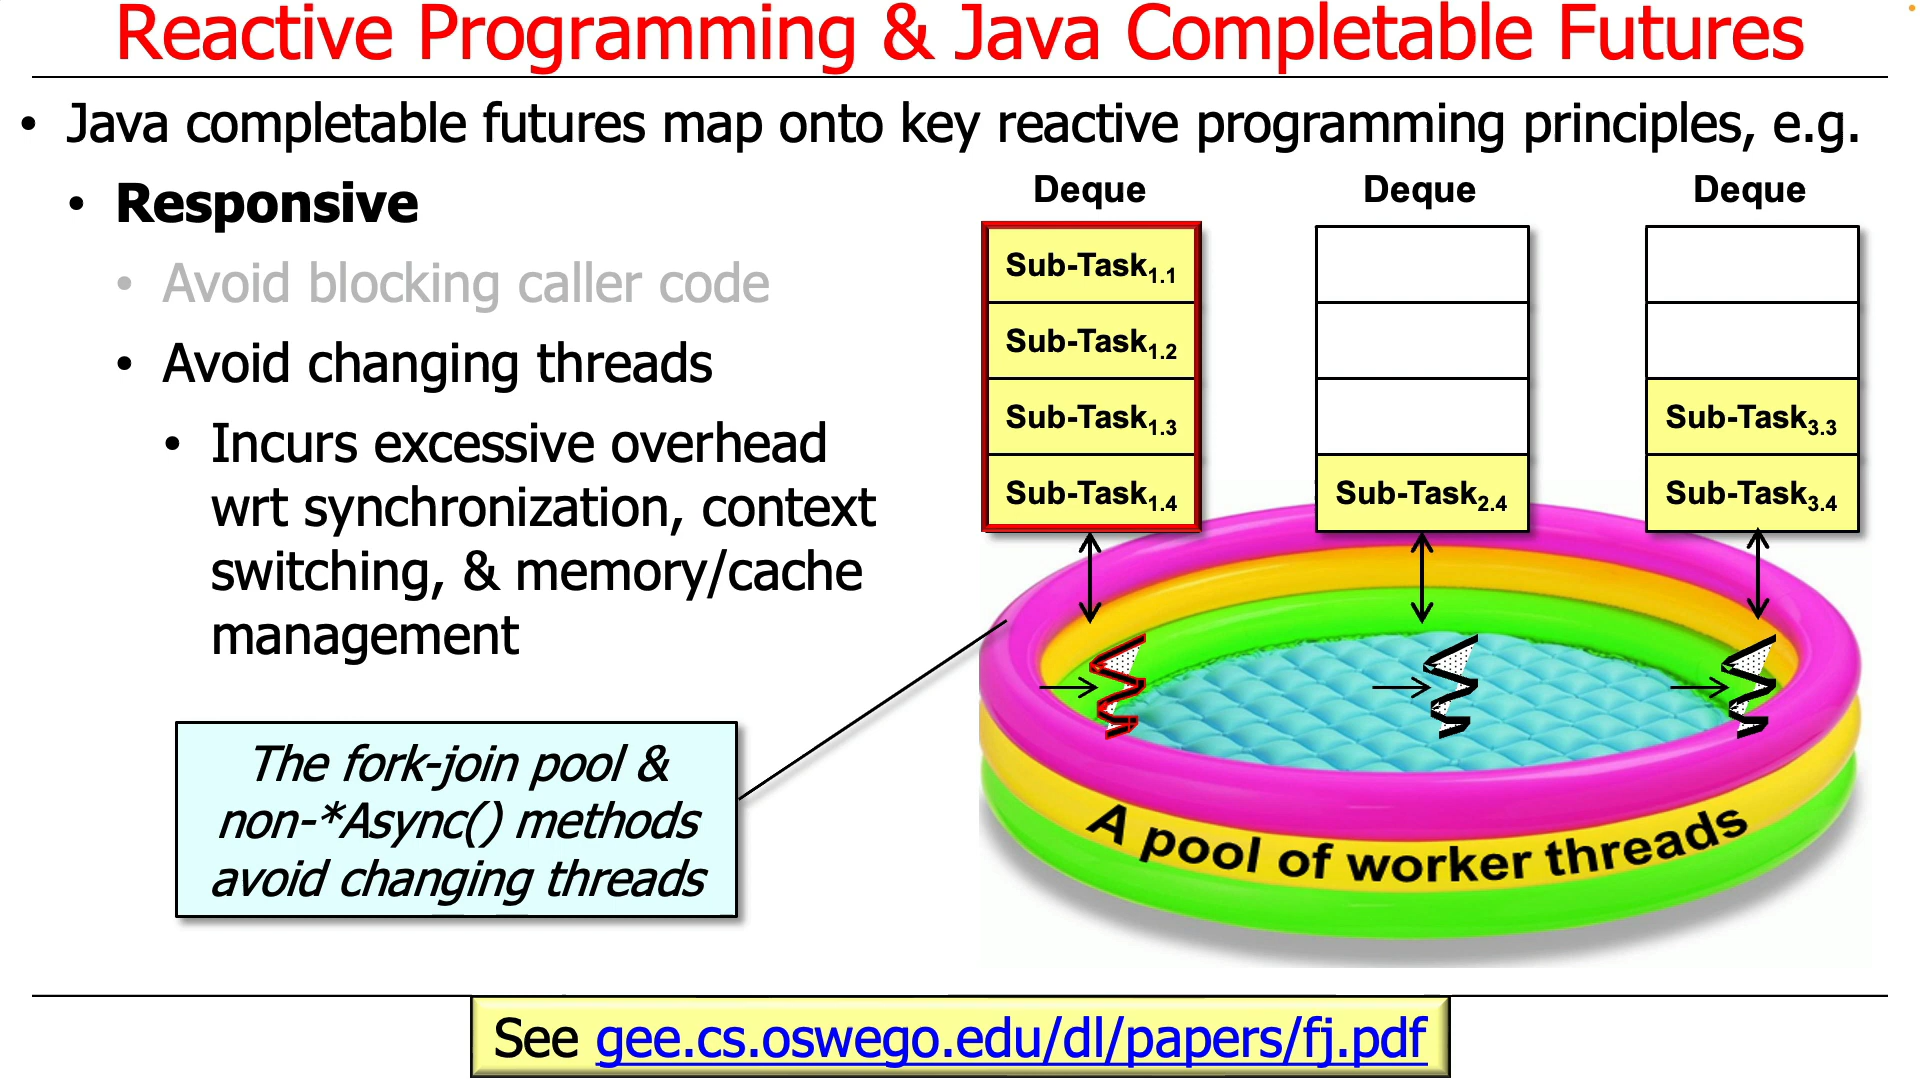 Reactive Programming & Java Completable Futures
• Java completable futures map onto key reactive programming principles, e.g.
• Responsive
• Avoid blocking caller code
• Avoid changing threads
• Incurs excessive overhead
wrt synchronization, context
switching, & memory/cache
management
The fork-join pool &
non-*Async() methods
avoid changing threads
Deque
Sub-Task1.1
Sub-Task1.2
Sub-Task1.3
Sub-Task1.4
Deque
Sub-Task2.4
Deque
Sub-Task3.3
Sub-Task3.4
A pool of worker threads
See gee.cs.oswego.edu/dl/papers/fj.pdf